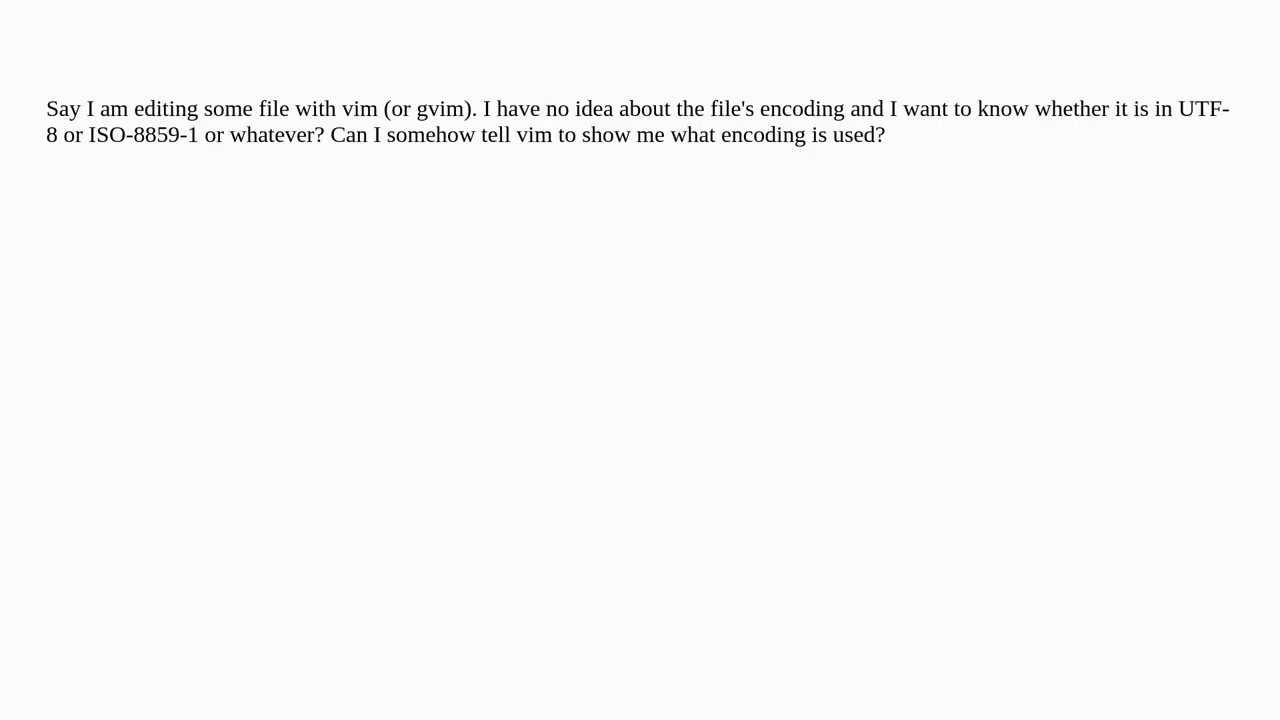 Say I am editing some file with vim (or gvim). I have no idea about the file's encoding and I want to know whether it is in UTF-
8 or ISO-8859-1 or whatever? Can I somehow tell vim to show me what encoding is used?